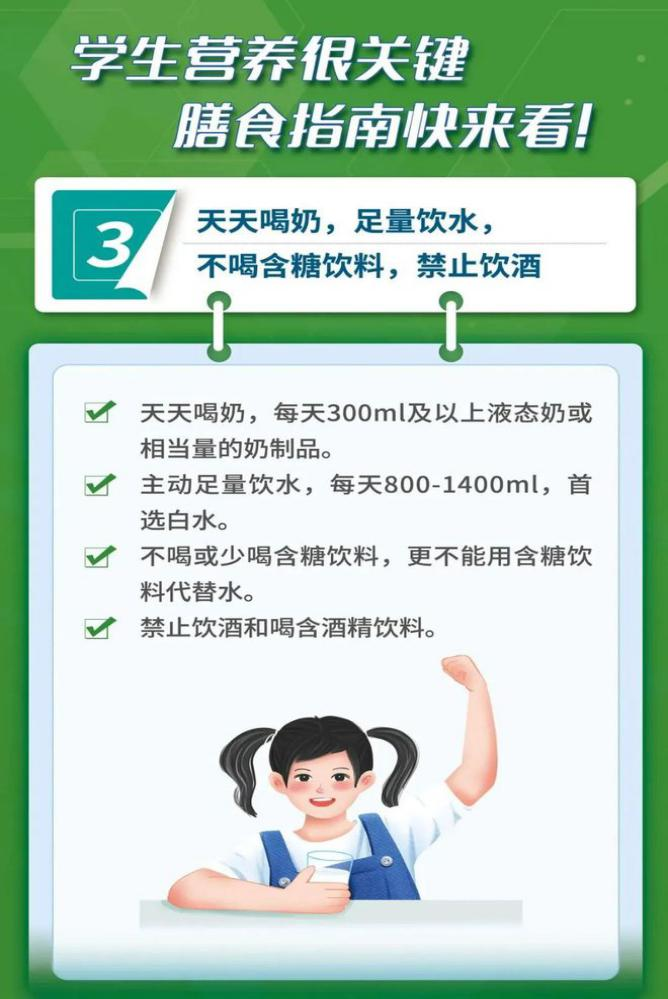 学生营养很关键
膳食指南快来看!
3
天天喝奶，足量饮水，
不喝含糖饮料，禁止饮酒
天天喝奶，每天300ml及以上液态奶或
相当量的奶制品。
主动足量饮水，每天800-1400ml，首
选白水。
不喝或少喝含糖饮料，更不能用含糖饮
料代替水。
禁止饮酒和喝含酒精饮料。